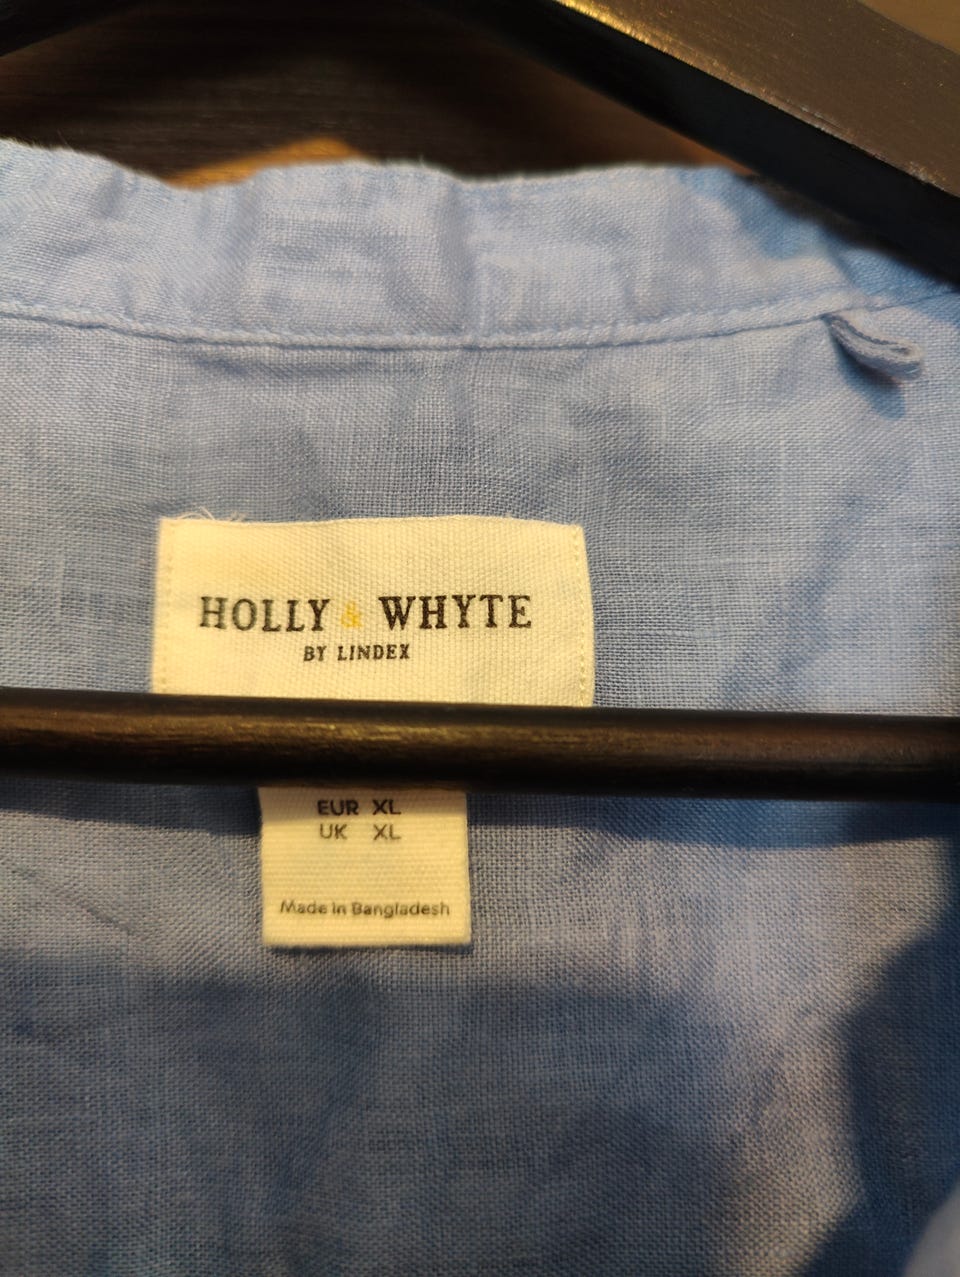 HOLLY & WHYTE
BY LINDEX
EUR XL
UK XL
Made in Bangladesh